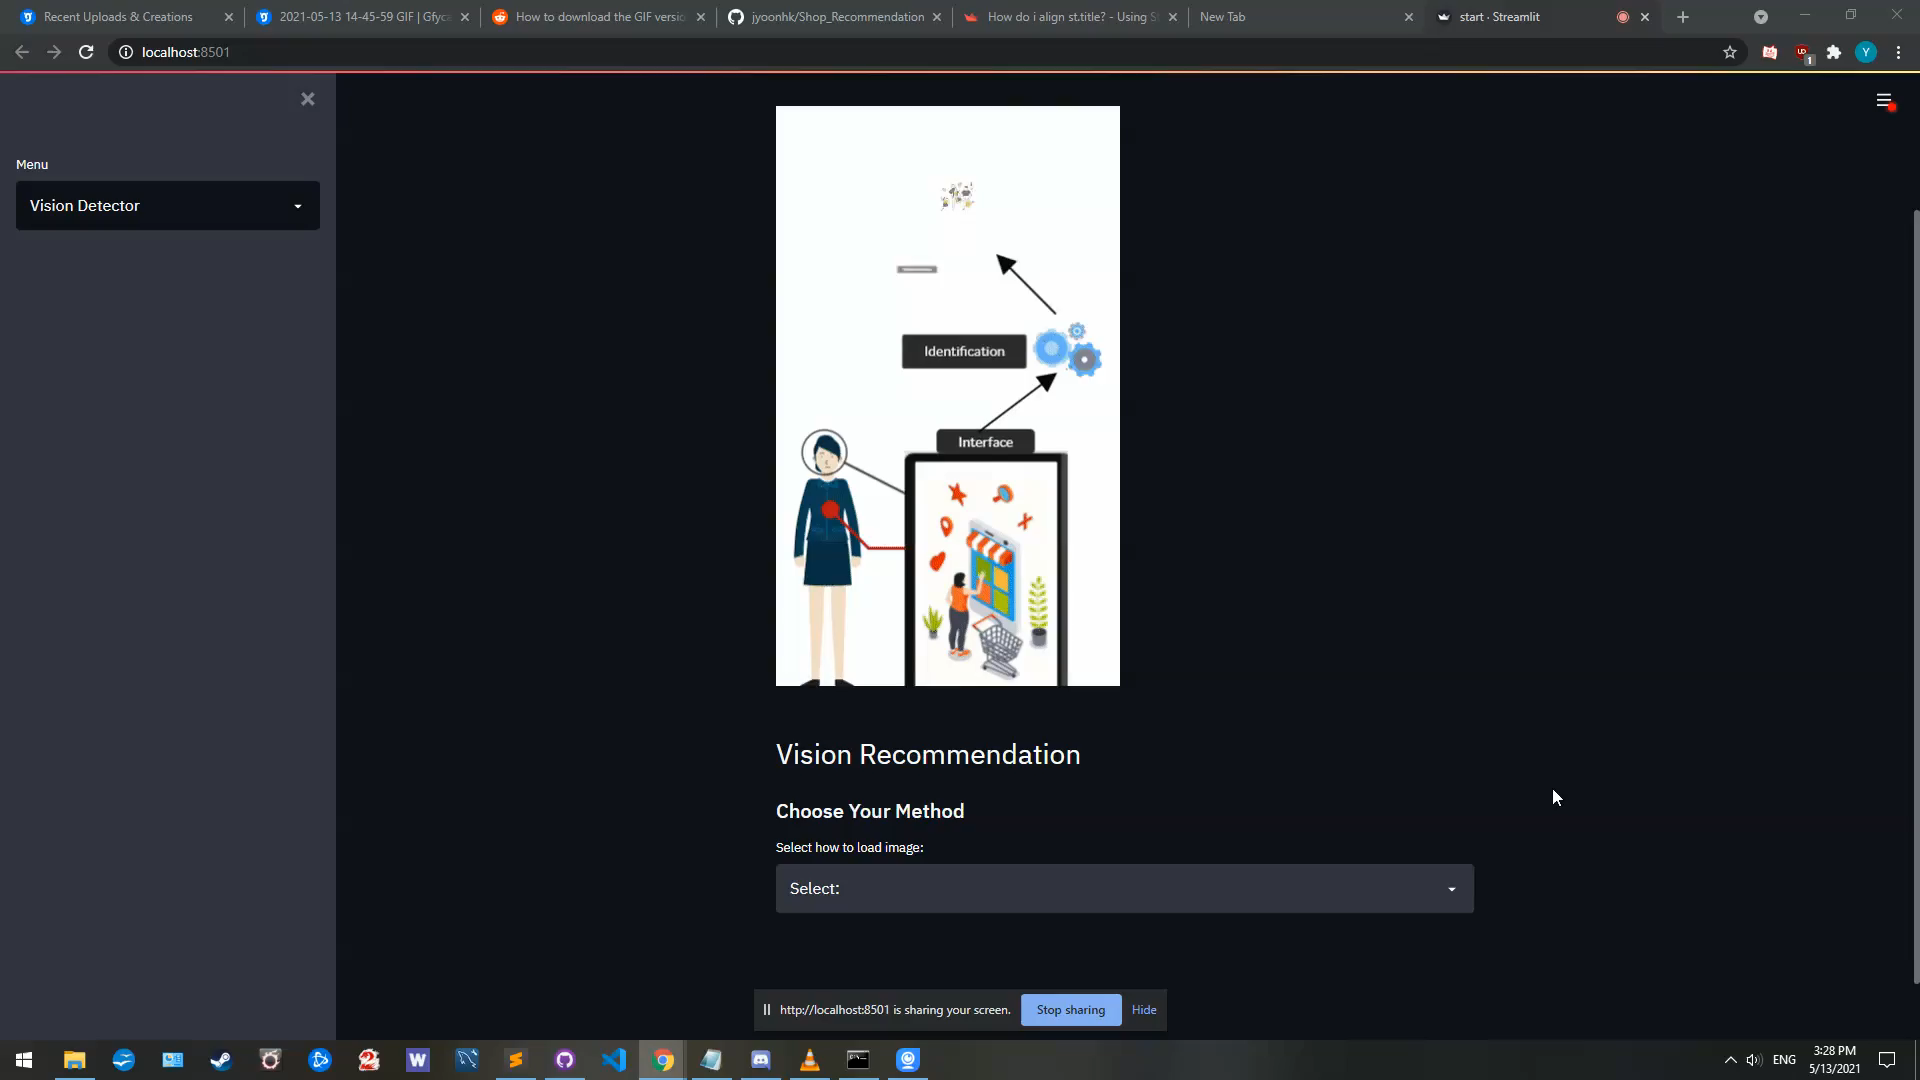 Recent Uploads & Creations
2021-05-13 14-45-59 GIF | Gfyca
How to download the GIF versio
jyoonhk/Shop_Recommendation
How do i align st.title? - Using S
New Tab
start · Streamlit
localhost:8501
UO
1
Y
Menu
Vision Detector
Identification
Interface
Vision Recommendation
Choose Your Method
Select how to load image:
Select:
http://localhost:8501 is sharing your screen.
Stop sharing
Hide
W
ENG
3:28 PM
5/13/2021